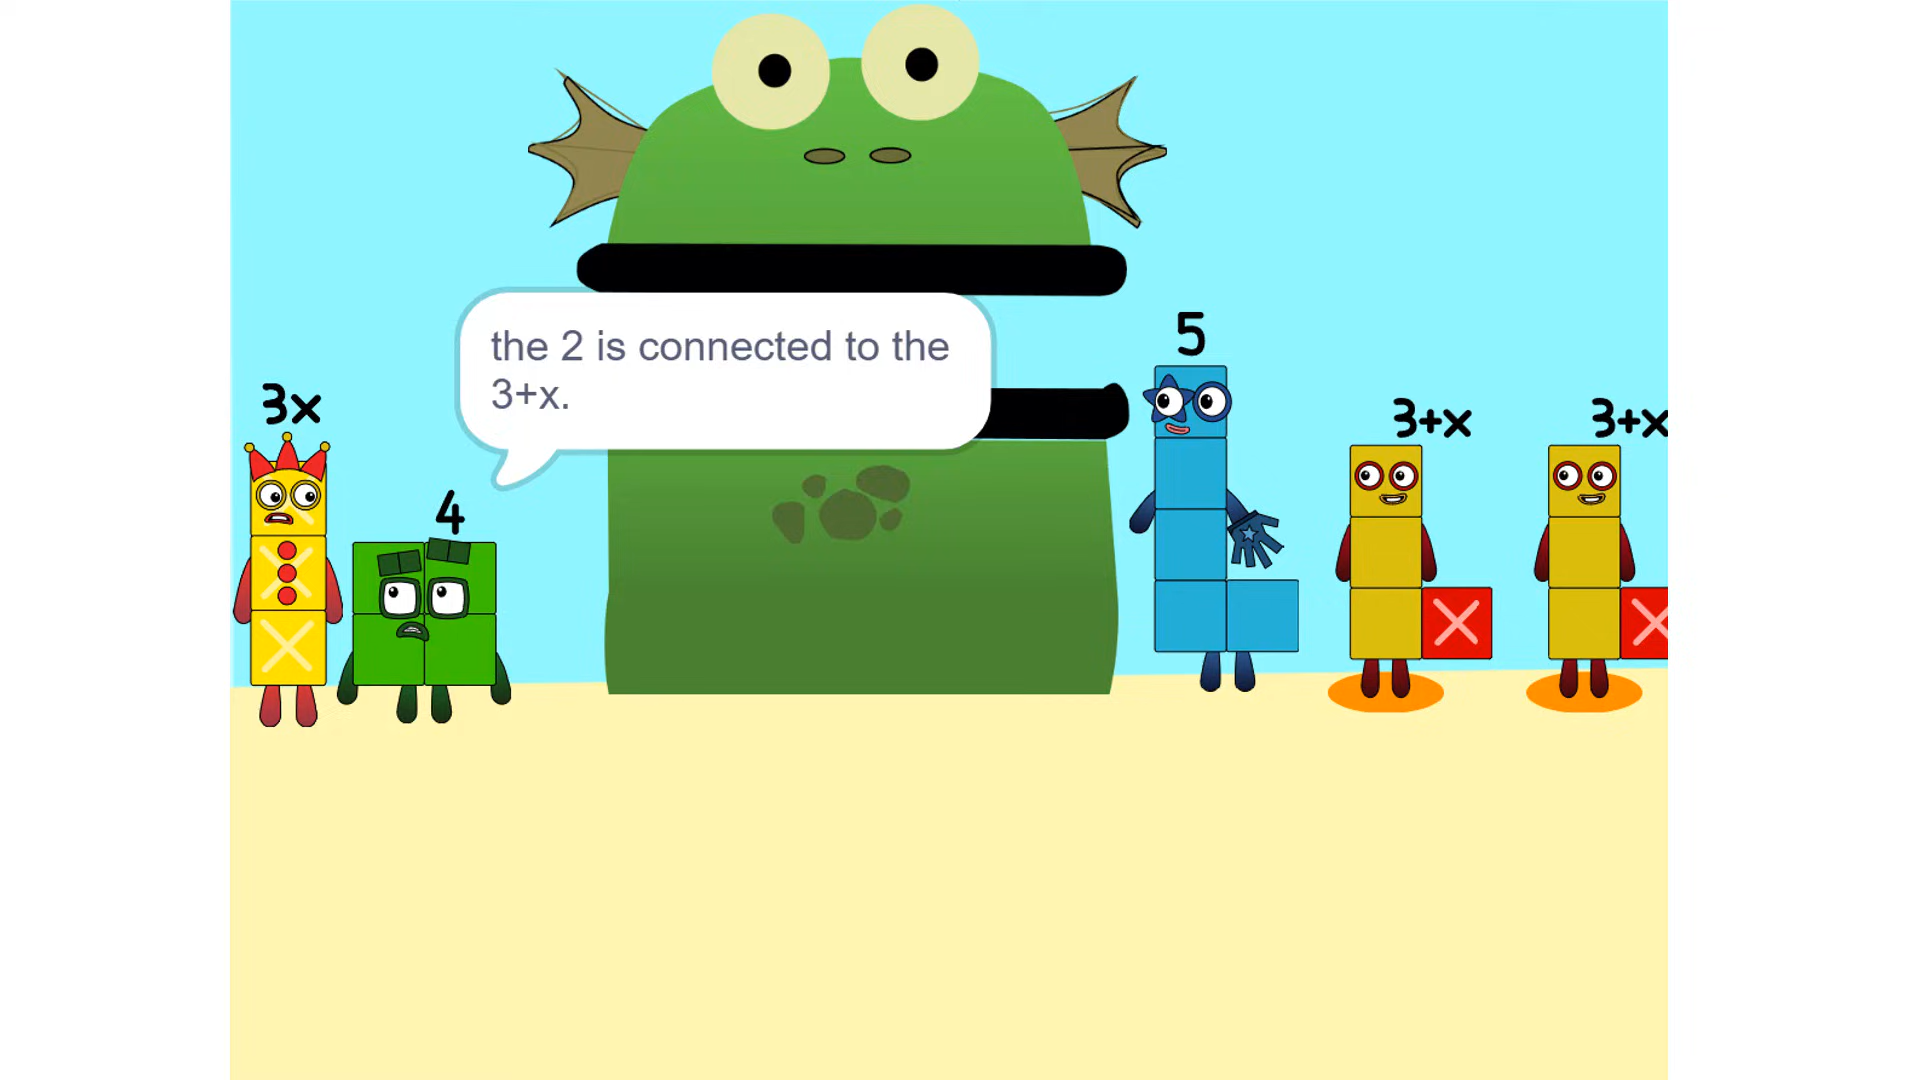 the 2 is connected to the
3+x.
3x
4
5
3+x
3+x